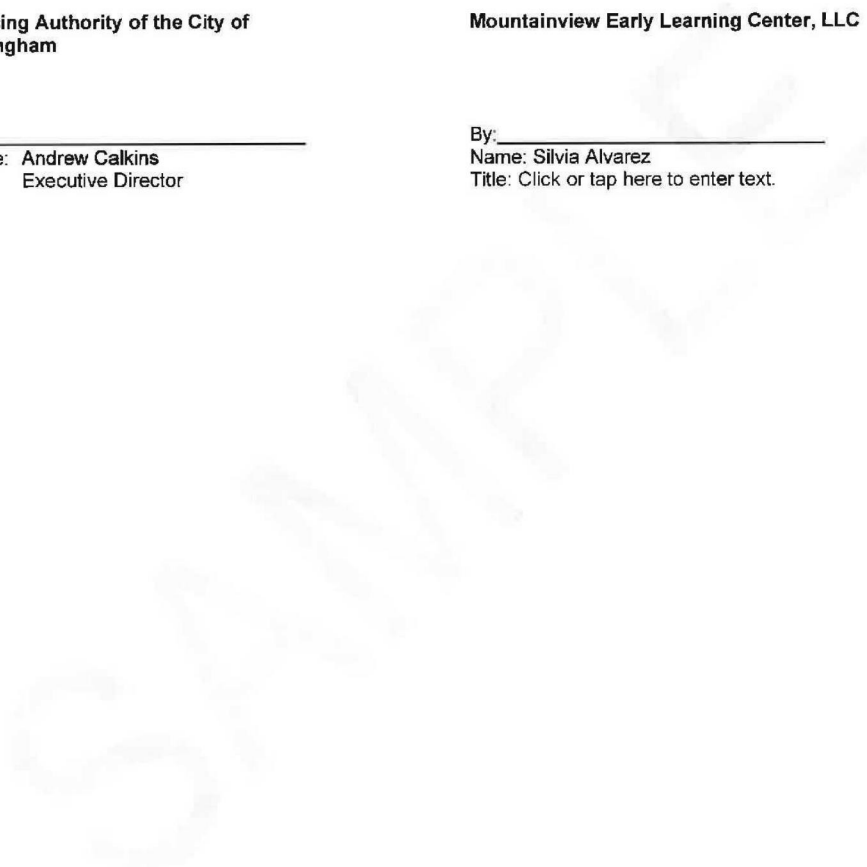 ing Authority of the City of
ngham
e: Andrew Calkins
Executive Director
Mountainview Early Learning Center, LLC
By:
Name: Silvia Alvarez
Title: Click or tap here to enter text.
SAMPLE